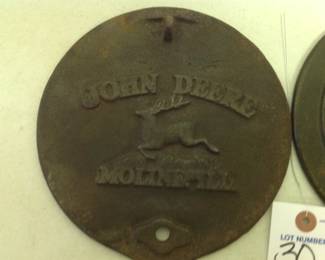 JOHN DEERE
MOLINE ILL
LOT NUMBER
30